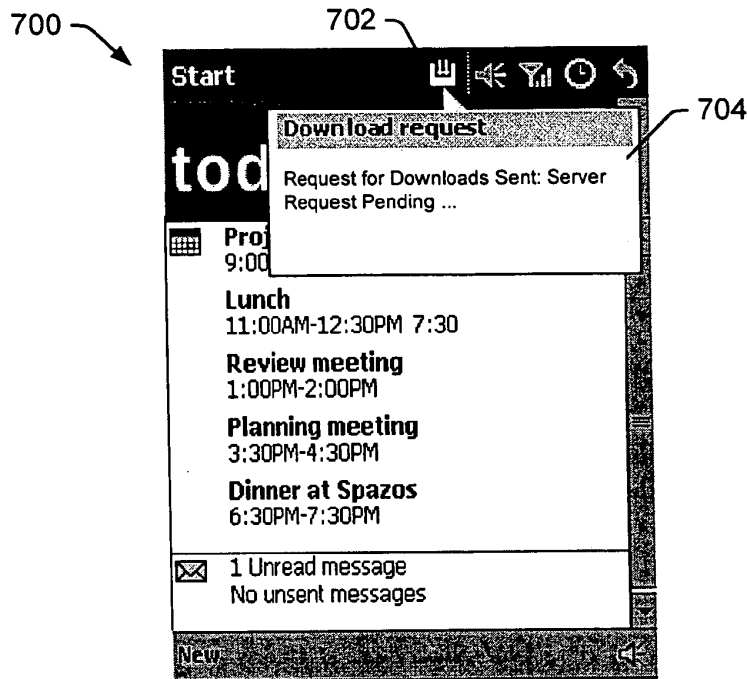 700
702
Start
Download request
704
tod
Request for Downloads Sent: Server
Request Pending ...
Proj
9:00
Lunch
11:00AM-12:30PM 7:30
Review meeting
1:00PM-2:00PM
Planning meeting
3:30PM-4:30PM
Dinner at Spazos
6:30PM-7:30PM
1 Unread message
No unsent messages
New